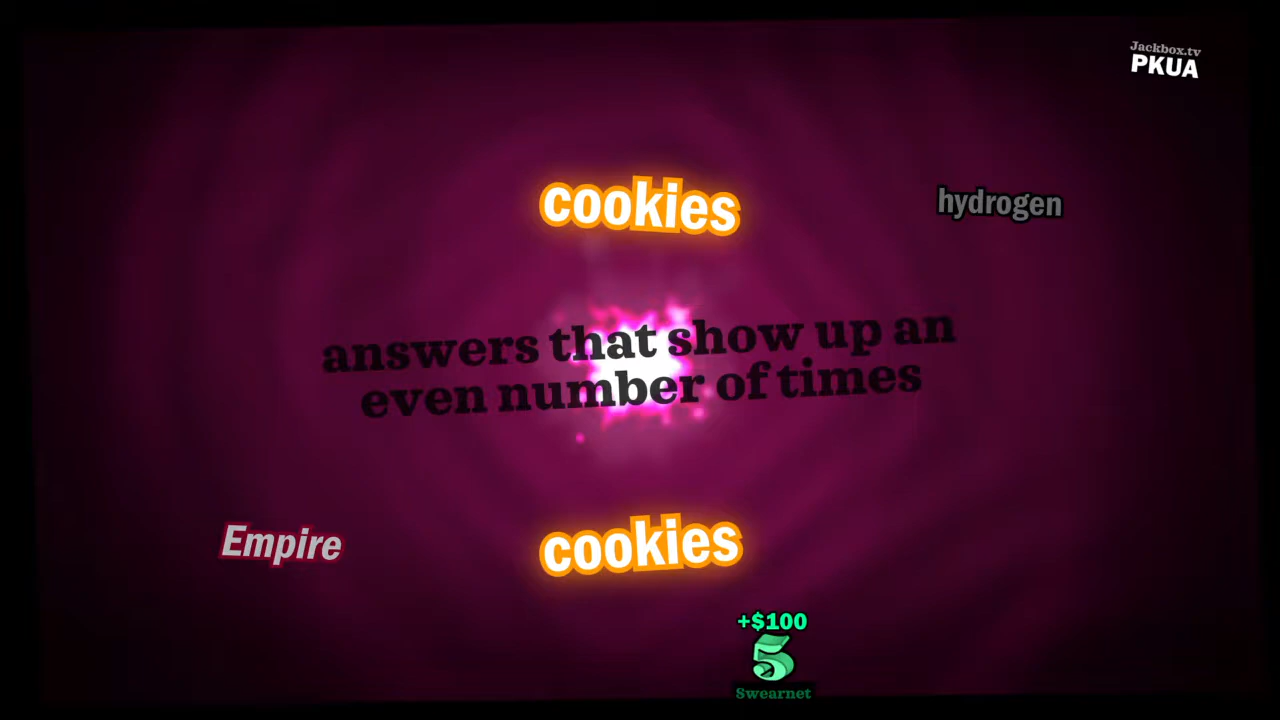 Jackbox.tv
PKUA
cookies
hydrogen
answers that show up an
even number of times
Empire
cookies
+$100
5
Swearnet